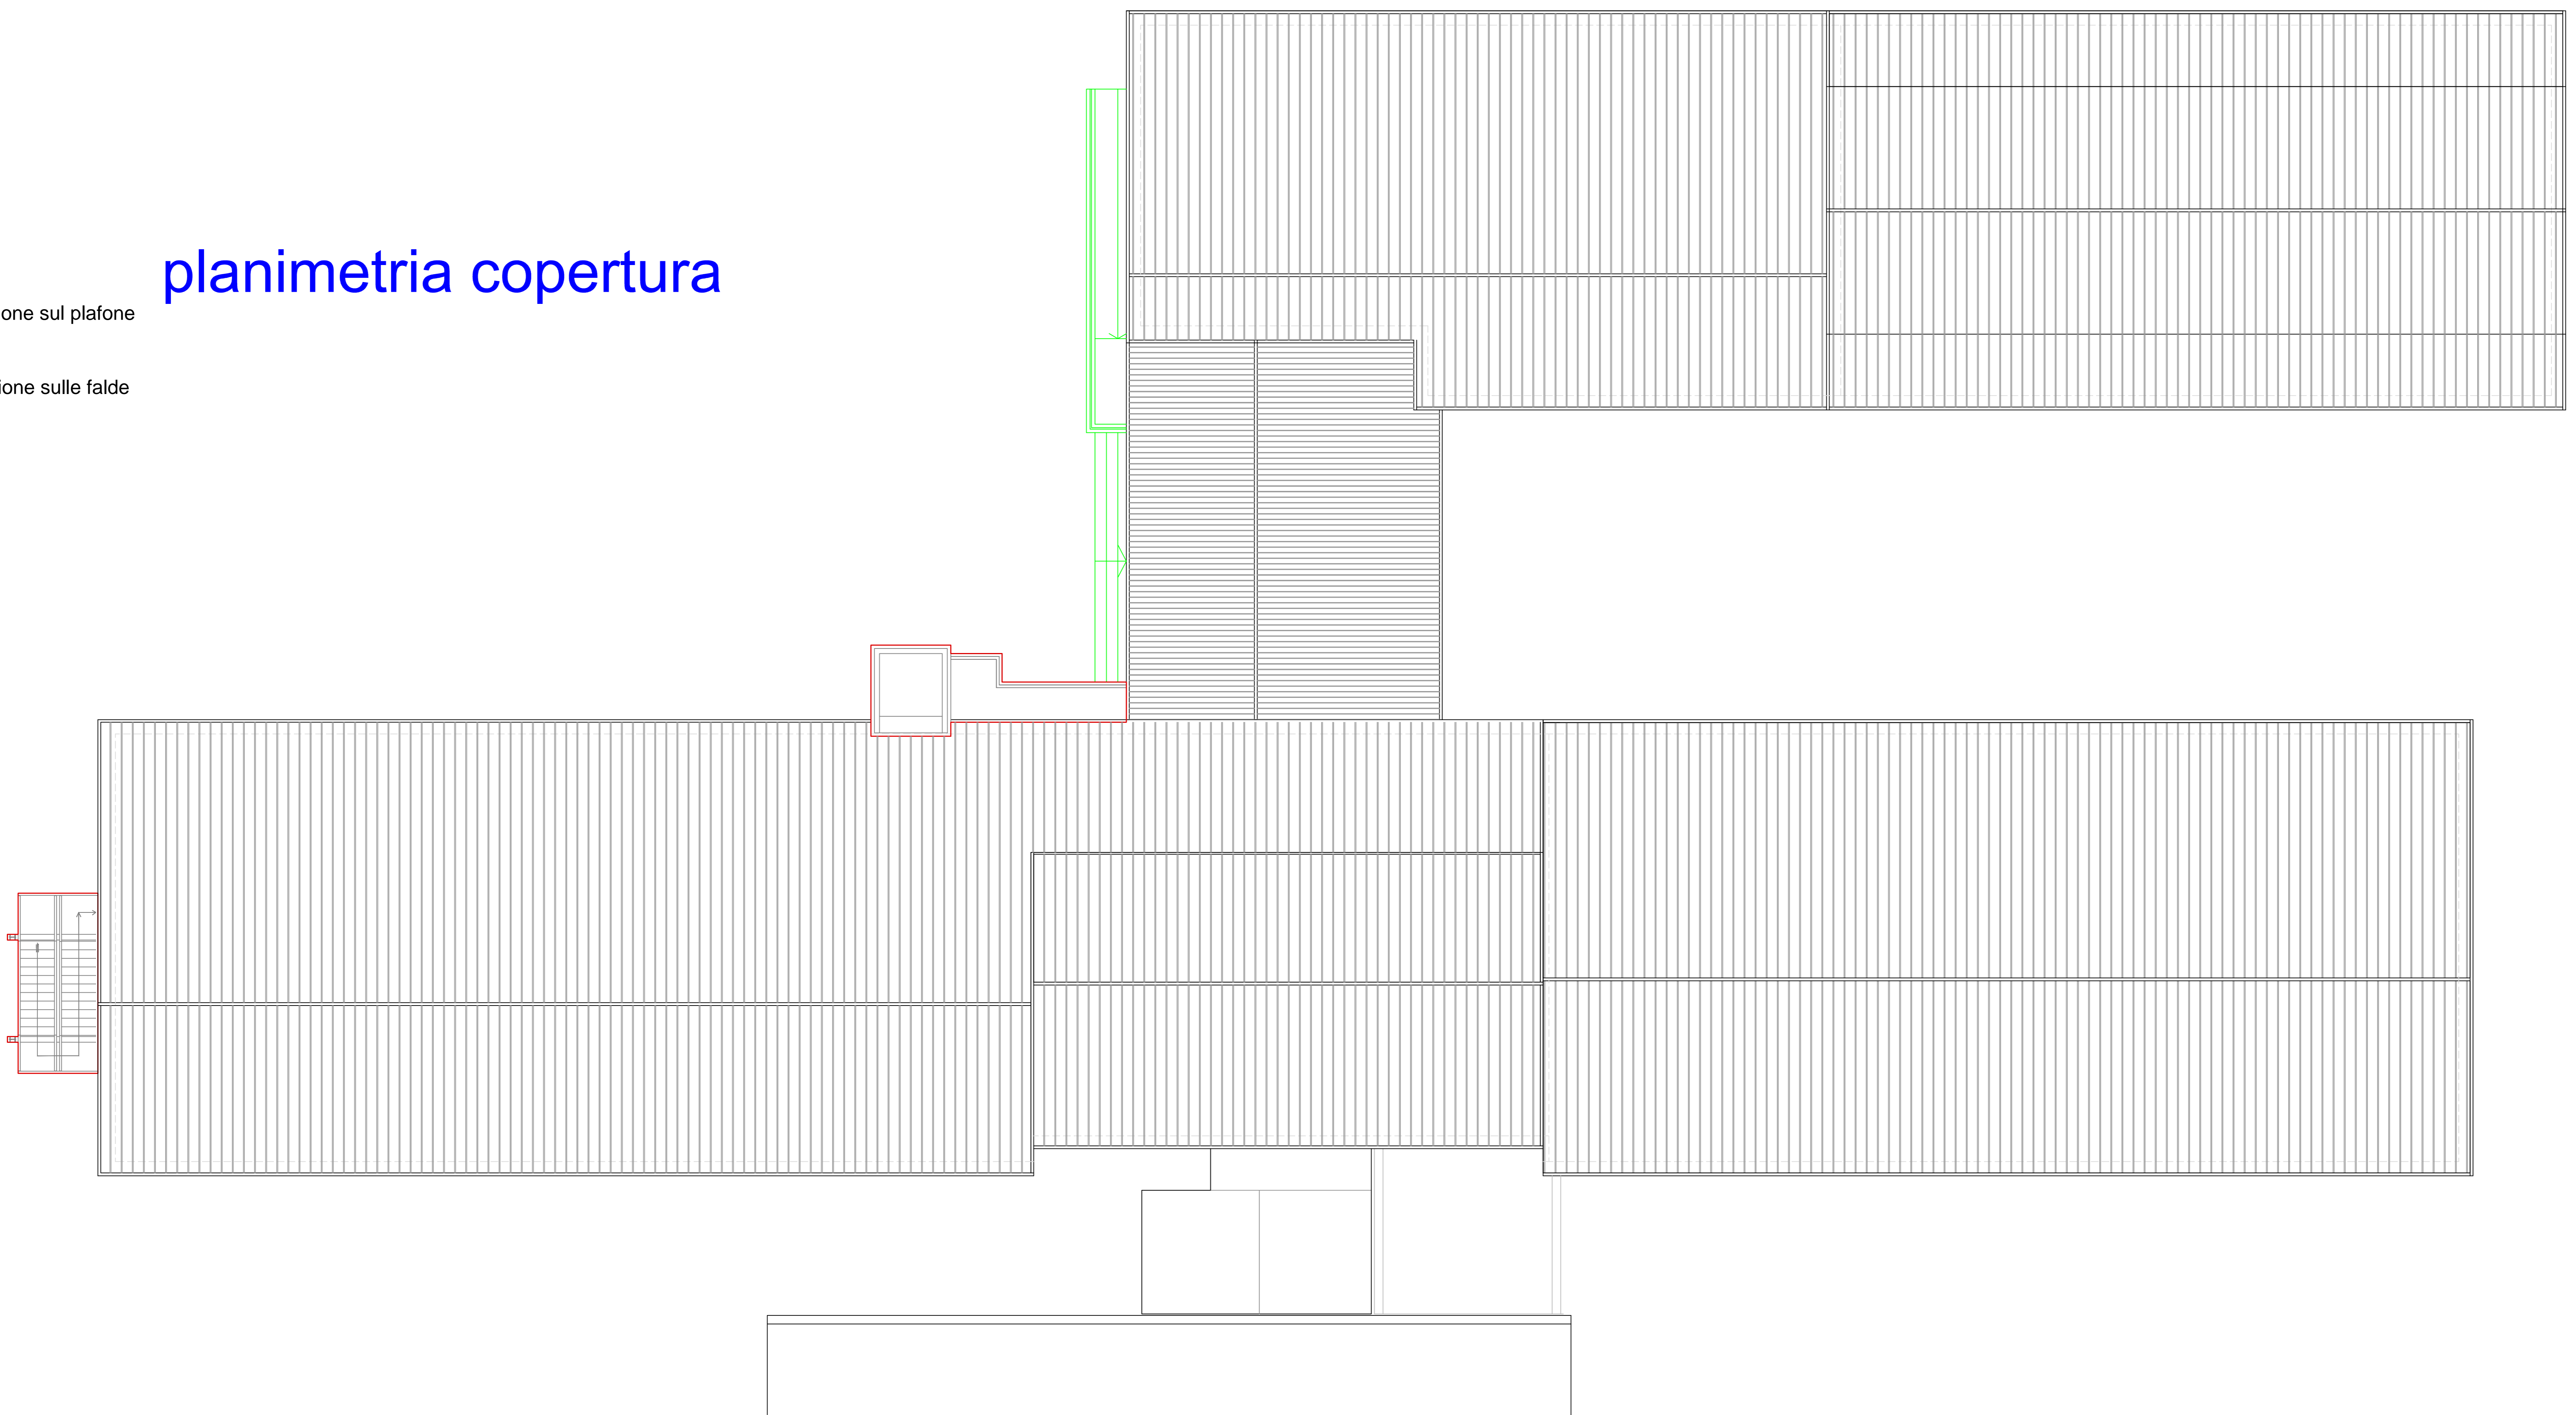 planimetria copertura
one sul plafone
ione sulle falde